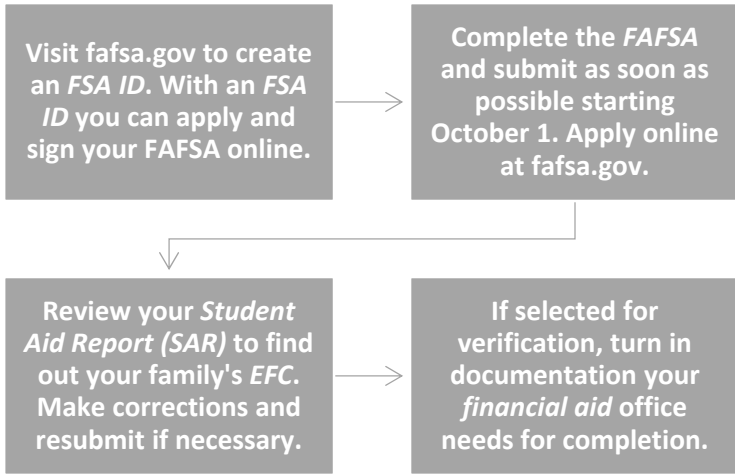 Visit fafsa.gov to create
an FSA ID. With an FSA
ID you can apply and
sign your FAFSA online.
Complete the FAFSA
and submit as soon as
possible starting
October 1. Apply online
at fafsa.gov.
Review your Student
Aid Report (SAR) to find
out your family's EFC.
Make corrections and
resubmit if necessary.
If selected for
verification, turn in
documentation your
financial aid office
needs for completion.